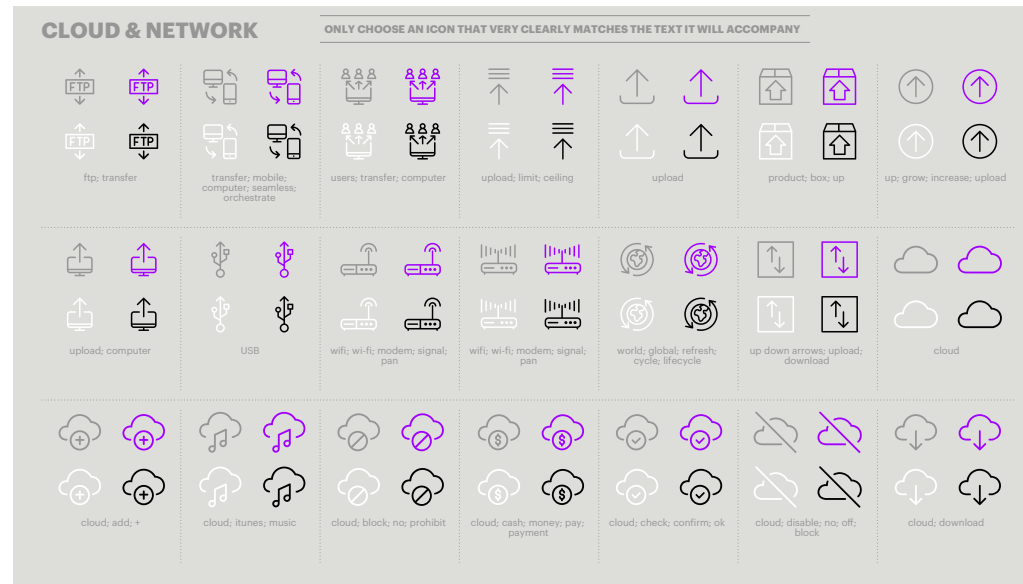 CLOUD & NETWORK
ONLY CHOOSE AN ICON THAT VERY CLEARLY MATCHES THE TEXT IT WILL ACCOMPANY
FTP
FTP
FTP
FTP
ftp; transfer
transfer; mobile;
computer; seamless;
orchestrate
users; transfer; computer
upload; limit; ceiling
upload
product; box; up
up; grow; increase; upload
upload; computer
USB
wifi; wi-fi; modem; signal;
pan
wifi; wi-fi; modem; signal;
pan
world; global; refresh;
cycle; lifecycle
up down arrows; upload;
download
cloud
$
$
$
$
cloud; add; +
cloud; itunes; music
cloud; block; no; prohibit
cloud; cash; money; pay;
payment
cloud; check; confirm; ok
cloud; disable; no; off;
block
cloud; download